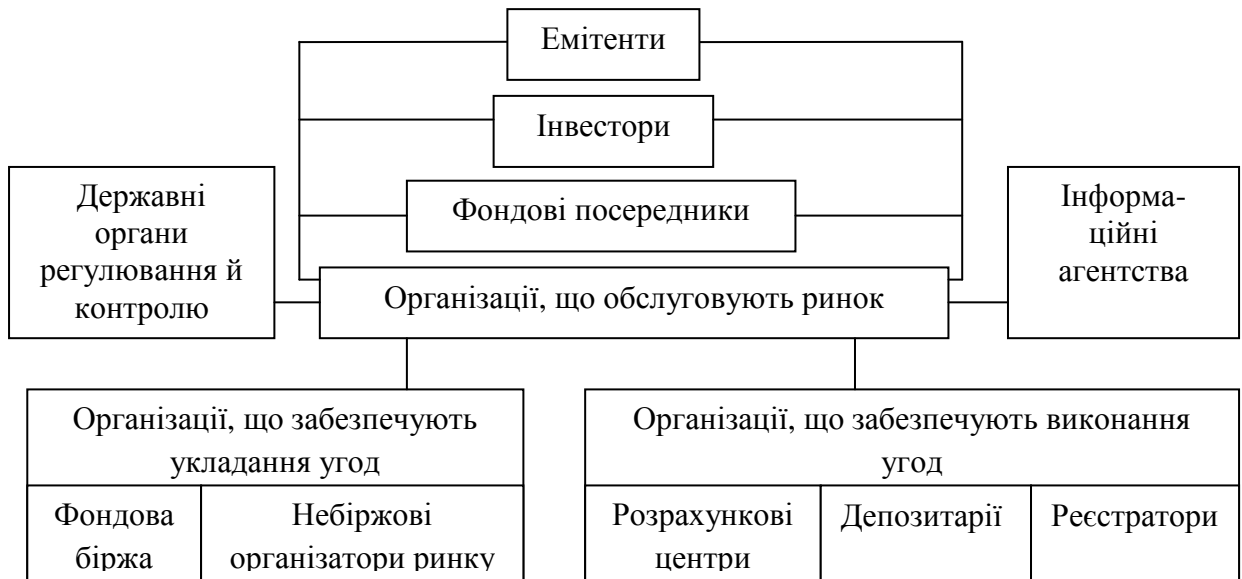 Емітенти
Інвестори
Фондові посередники
Державні
органи
регулювання й
контролю
Інформа-
ційні
агентства
Організації, що обслуговують ринок
Організації, що забезпечують
укладання угод
Фондова
біржа
Небіржові
організатори ринку
Організації, що забезпечують виконання
угод
Розрахункові
центри
Депозитарії
Реєстратори